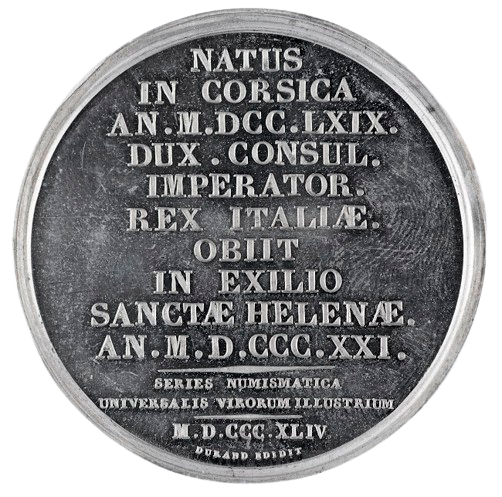 NATUS
IN CORSICA
AN.M.DCC.LXIX.
DUX.CONSUL.
IMPERATOR.
REX ITALIÆ.
OBIIT
IN EXILIO
SANCTÆ HELENÆ.
AN.M.D.CCC.XXI.
SERIES NUMISMATICA
UNIVERSALIS VIRORUM ILLUSTRIUM
M.D.CCC.XLIV
DURAND EDIDIT